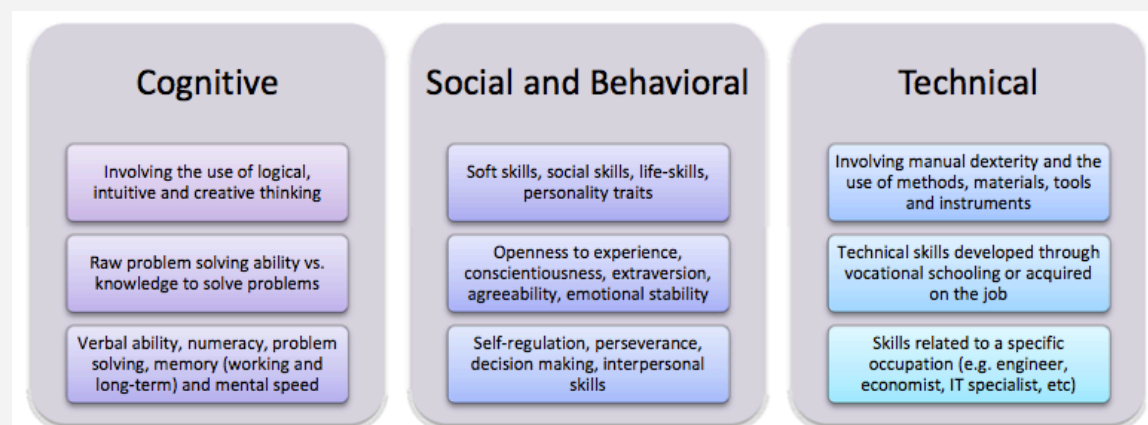 Cognitive
Involving the use of logical,
intuitive and creative thinking
Raw problem solving ability vs.
knowledge to solve problems
Verbal ability, numeracy, problem
solving, memory (working and
long-term) and mental speed
Social and Behavioral
Soft skills, social skills, life-skills,
personality traits
Openness to experience,
conscientiousness, extraversion,
agreeability, emotional stability
Self-regulation, perseverance,
decision making, interpersonal
skills
Technical
Involving manual dexterity and the
use of methods, materials, tools
and instruments
Technical skills developed through
vocational schooling or acquired
on the job
Skills related to a specific
occupation (e.g. engineer,
economist, IT specialist, etc)